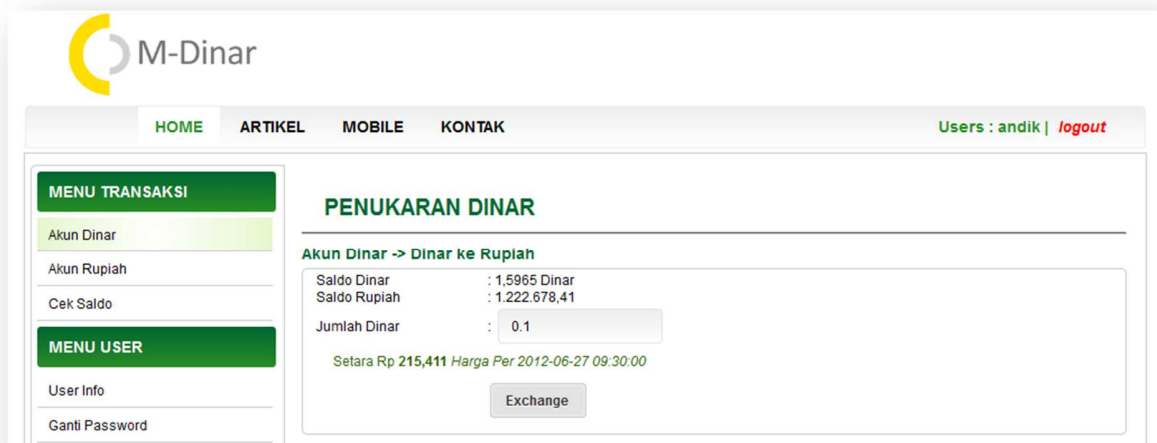 M-Dinar
HOME ARTIKEL MOBILE KONTAK Users : andik | logout
MENU TRANSAKSI
Akun Dinar
Akun Rupiah
Cek Saldo
MENU USER
User Info
Ganti Password
PENUKARAN DINAR
Akun Dinar -> Dinar ke Rupiah
Saldo Dinar : 1,5965 Dinar
Saldo Rupiah : 1.222.678,41
Jumlah Dinar : 0.1
Setara Rp 215,411 Harga Per 2012-06-27 09:30:00
Exchange